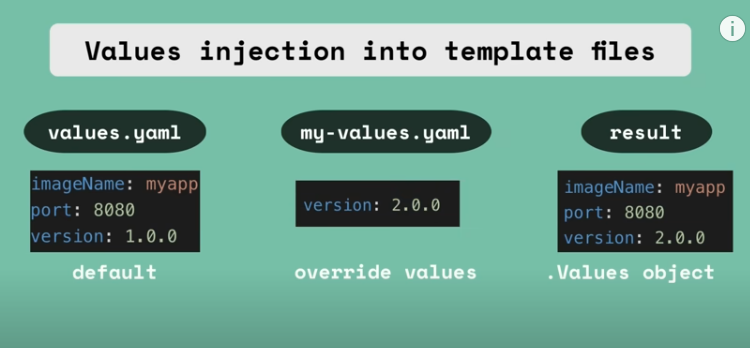 Values injection into template files
i
values.yaml
imageName: myapp
port: 8080
version: 1.0.0
default
my-values.yaml
version: 2.0.0
override values
result
imageName: myapp
port: 8080
version: 2.0.0
.Values object